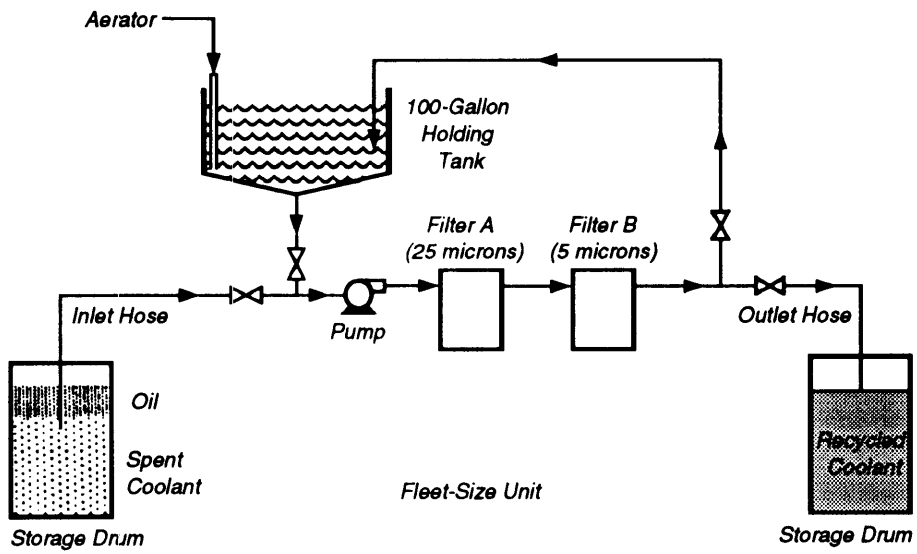 Aerator
100-Gallon
Holding
Tank
Filter A
(25 microns)
Filter B
(5 microns)
Inlet Hose
Pump
Outlet Hose
Oil
Spent
Coolant
Recycled
Coolant
Fleet-Size Unit
Storage Drum
Storage Drum